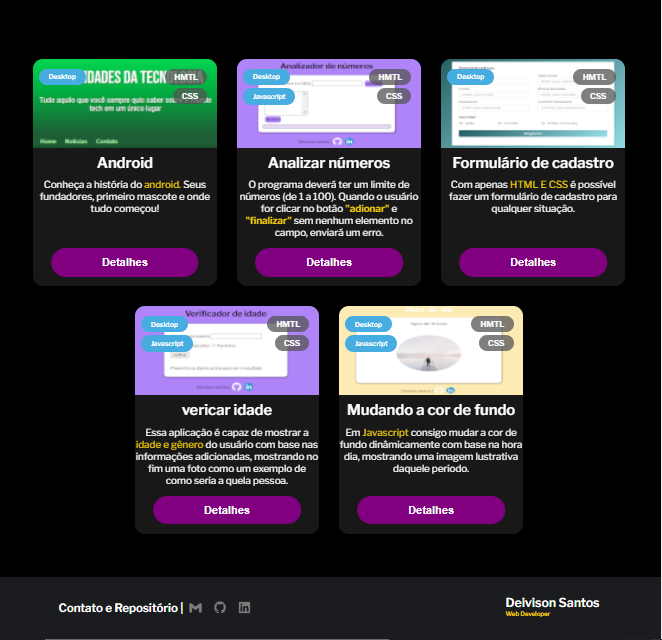 IDADES DA TECN
Desktop
HMTL
CSS
Tudo aquilo que você sempre quis saber so
tech em um único lugar
Home Notícias Contato
Android
Conheça a história do android. Seus
fundadores, primeiro mascote e onde
tudo começou!
Detalhes
Analizador de números
Desktop
HMTL
Javascript
CSS
Analizar números
O programa deverá ter um limite de
números (de 1 a 100). Quando o usuário
for clicar no botão "adionar" e
"finalizar" sem nenhum elemento no
campo, enviará um erro.
Detalhes
Desktop
HMTL
CSS
Formulário de cadastro
Com apenas HTML E CSS é possível
fazer um formulário de cadastro para
qualquer situação.
Detalhes
Verificador de idade
Desktop
HMTL
Javascript
CSS
vericar idade
Essa aplicação é capaz de mostrar a
idade e gênero do usuário com base nas
informações adicionadas, mostrando no
fim uma foto como um exemplo de
como seria a quela pessoa.
Detalhes
Desktop
HMTL
Javascript
CSS
Mudando a cor de fundo
Em Javascript consigo mudar a cor de
fundo dinâmicamente com base na hora
dia, mostrando uma imagem lustrativa
daquele período.
Detalhes
Contato e Repositório |
Deivison Santos
Web Developer